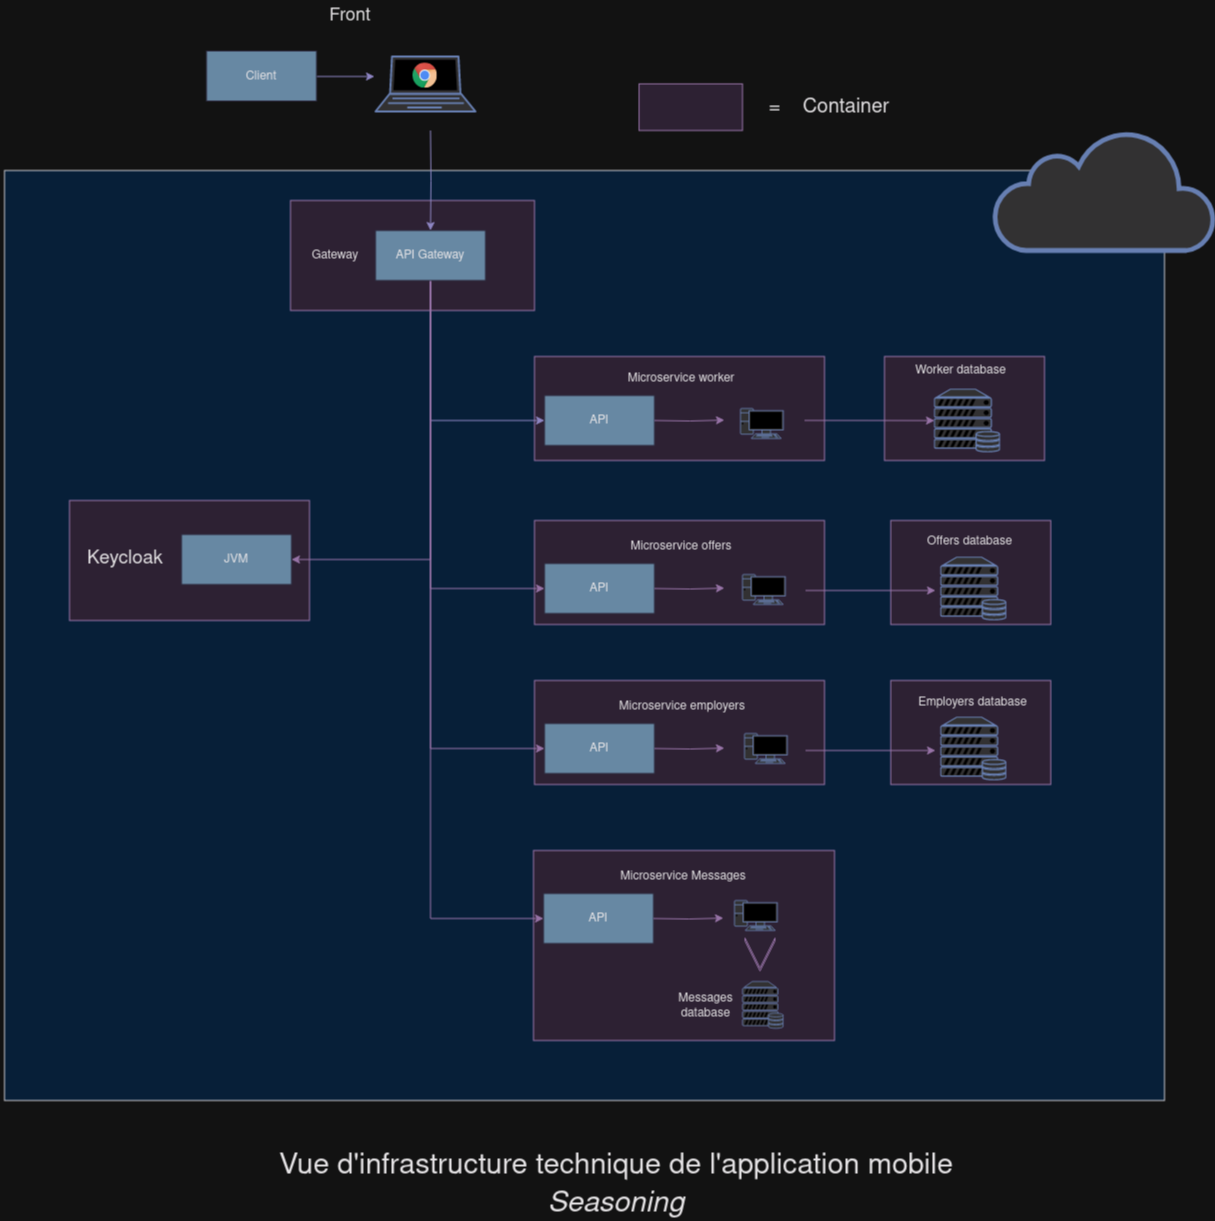 Front
Client
= Container
Gateway
API Gateway
Microservice worker
API
Worker database
Keycloak
JVM
Microservice offers
API
Offers database
Microservice employers
API
Employers database
Microservice Messages
API
Messages
database
Vue d'infrastructure technique de l'application mobile
Seasoning